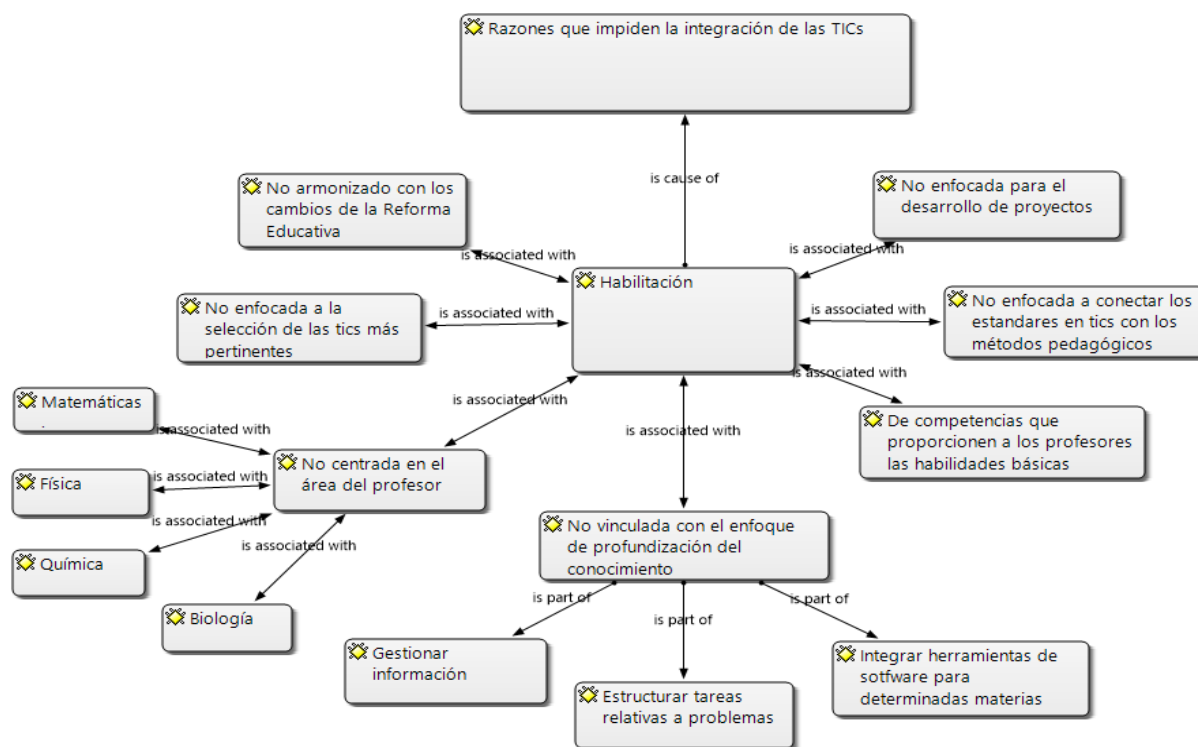 Razones que impiden la integración de las TICs
is cause of
No armonizado con los
cambios de la Reforma
Educativa
No enfocada para el
desarrollo de proyectos
is associated with
is associated with
Habilitación
No enfocada a la
selección de las tics más
pertinentes
is associated with
is associated with
No enfocada a conectar los
estandares en tics con los
métodos pedagógicos
is associated with
is associated with
De competencias que
proporcionen a los profesores
las habilidades básicas
is associated with
Matemáticas
.
is associated with
No centrada en el
área del profesor
is associated with
Física
is associated with
Química
is associated with
Biología
No vinculada con el enfoque
de profundización del
conocimiento
is part of
is part of
is part of
Gestionar
información
Estructurar tareas
relativas a problemas
Integrar herramientas de
sotfware para
determinadas materias